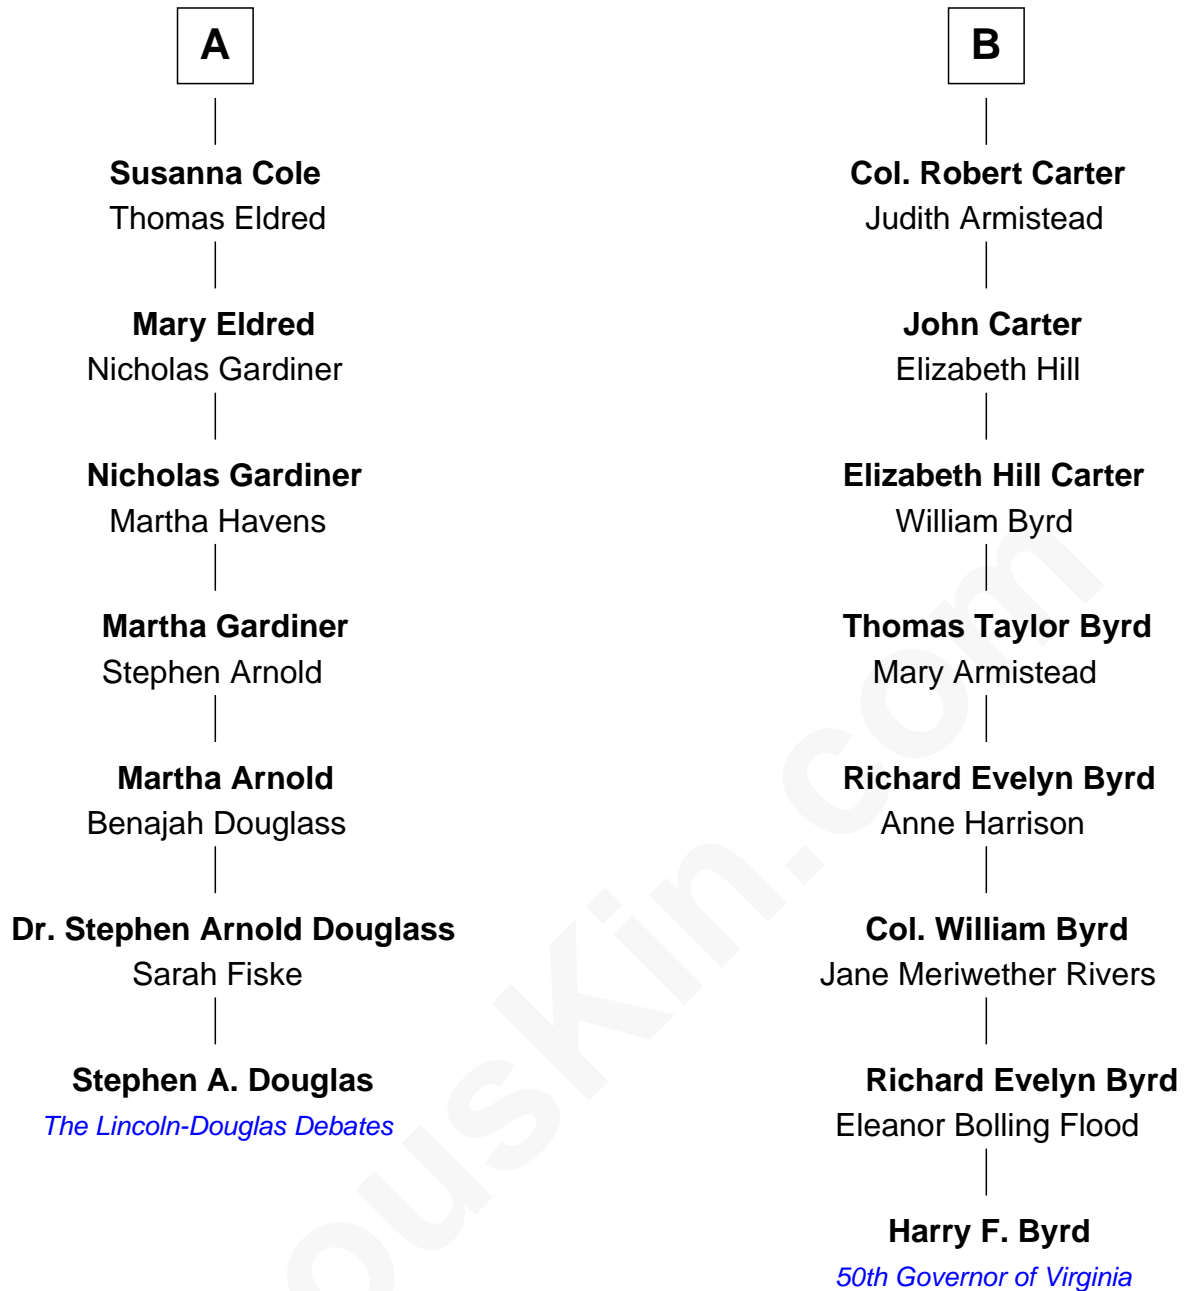 A
Susanna Cole
Thomas Eldred
Mary Eldred
Nicholas Gardiner
Nicholas Gardiner
Martha Havens
Martha Gardiner
Stephen Arnold
Martha Arnold
Benajah Douglass
Dr. Stephen Arnold Douglass
Sarah Fiske
Stephen A. Douglas
The Lincoln-Douglas Debates
B
Col. Robert Carter
Judith Armistead
John Carter
Elizabeth Hill
Elizabeth Hill Carter
William Byrd
Thomas Taylor Byrd
Mary Armistead
Richard Evelyn Byrd
Anne Harrison
Col. William Byrd
Jane Meriwether Rivers
Richard Evelyn Byrd
Eleanor Bolling Flood
Harry F. Byrd
50th Governor of Virginia
ousKin.com